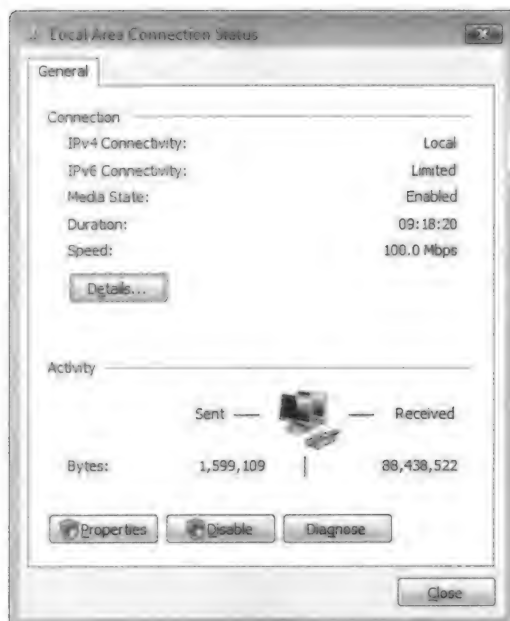 Local Area Connection Status
General
Connection
IPv4 Connectivity: Local
IPv6 Connectivity: Limited
Media State: Enabled
Duration: 09:18:20
Speed: 100.0 Mbps
Details...
Activity
Sent — — Received
Bytes: 1,599,109 | 88,438,522
Properties Disable Diagnose
Close